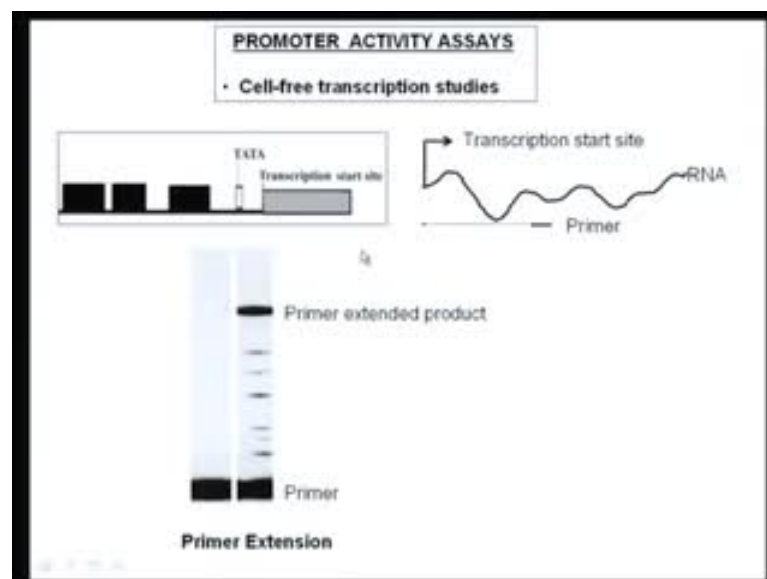 PROMOTER ACTIVITY ASSAYS
• Cell-free transcription studies
TATA
Transcription start site
Transcription start site
RNA
Primer
Primer extended product
Primer
Primer Extension